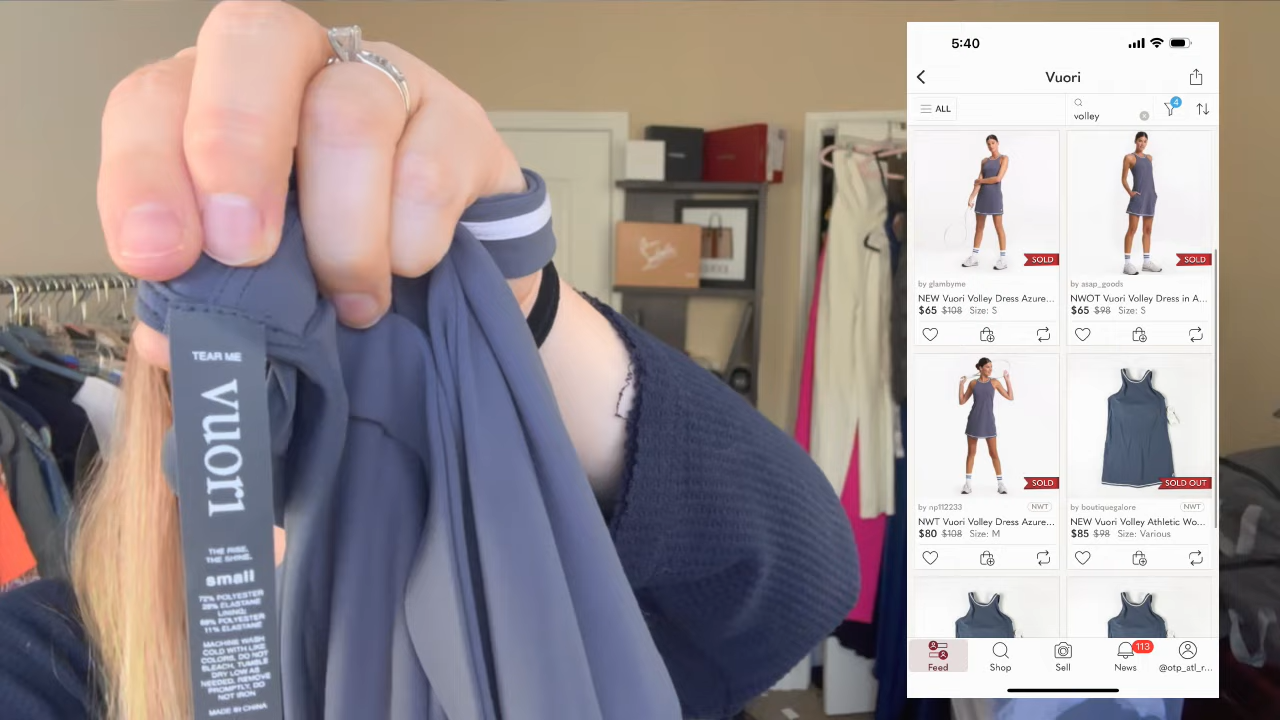 TEAR ME
vuori
THE RISE.
THE SHINE.
small
72% POLYESTER
28% ELASTANE
LINING:
89% POLYESTER
11% ELASTANE
MACHINE WASH
COLD WITH LIKE
COLORS, DO NOT
BLEACH, TUMBLE
DRY LOW AS
NEEDED, REMOVE
PROMPTLY, DO
NOT IRON
MADE IN CHINA
5:40
Vuori
ALL
volley
4
SOLD
SOLD
by glambyme
by asap_goods
NEW Vuori Volley Dress Azure...
NWOT Vuori Volley Dress in A...
$65 $108 Size: S
$65 $98 Size: S
SOLD
SOLD OUT
by np112233 NWT
by boutiquegalore NWT
NWT Vuori Volley Dress Azure...
NEW Vuori Volley Athletic Wo...
$80 $108 Size: M
$85 $98 Size: Various
113
Feed Shop Sell News @otp_atl_r...